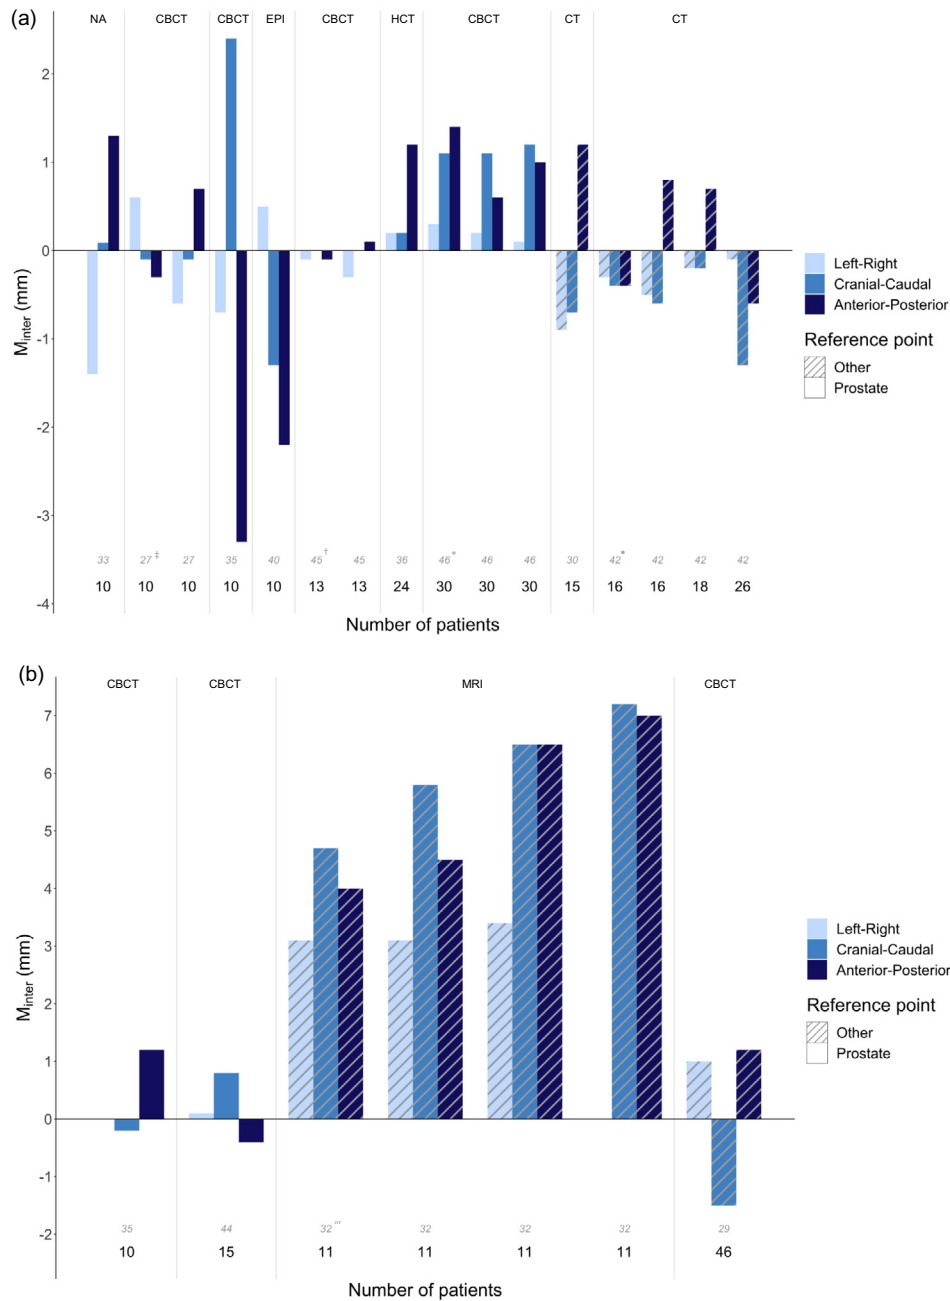 (a)
NA CBCT CBCT EPI CBCT HCT CBCT CT CT
2
1
0
-1
-2
-3
-4
Minter (mm)
33 27 ‡ 27 35 40 45 † 45 36 46 * 46 46 30 42 • 42 42 42
10 10 10 10 10 13 13 24 30 30 30 15 16 16 18 26
Number of patients
Left-Right
Cranial-Caudal
Anterior-Posterior
Reference point
Other
Prostate
(b)
CBCT CBCT MRI CBCT
7
6
5
4
3
2
1
0
-1
-2
Minter (mm)
35 44 32 ′′′ 32 32 32 29
10 15 11 11 11 11 46
Number of patients
Left-Right
Cranial-Caudal
Anterior-Posterior
Reference point
Other
Prostate